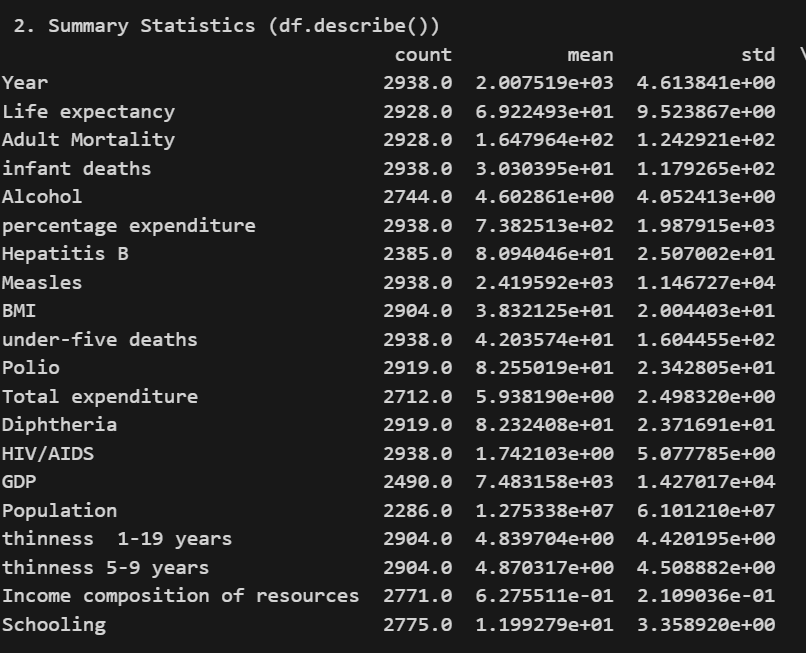 2. Summary Statistics (df.describe())
count mean std \
Year 2938.0 2.007519e+03 4.613841e+00
Life expectancy 2928.0 6.922493e+01 9.523867e+00
Adult Mortality 2928.0 1.647964e+02 1.242921e+02
infant deaths 2938.0 3.030395e+01 1.179265e+02
Alcohol 2744.0 4.602861e+00 4.052413e+00
percentage expenditure 2938.0 7.382513e+02 1.987915e+03
Hepatitis B 2385.0 8.094046e+01 2.507002e+01
Measles 2938.0 2.419592e+03 1.146727e+04
BMI 2904.0 3.832125e+01 2.004403e+01
under-five deaths 2938.0 4.203574e+01 1.604455e+02
Polio 2919.0 8.255019e+01 2.342805e+01
Total expenditure 2712.0 5.938190e+00 2.498320e+00
Diphtheria 2919.0 8.232408e+01 2.371691e+01
HIV/AIDS 2938.0 1.742103e+00 5.077785e+00
GDP 2490.0 7.483158e+03 1.427017e+04
Population 2286.0 1.275338e+07 6.101210e+07
thinness  1-19 years 2904.0 4.839704e+00 4.420195e+00
thinness 5-9 years 2904.0 4.870317e+00 4.508882e+00
Income composition of resources 2771.0 6.275511e-01 2.109036e-01
Schooling 2775.0 1.199279e+01 3.358920e+00